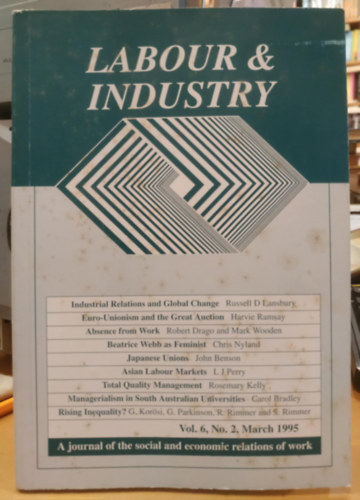 LABOUR &
INDUSTRY
Industrial Relations and Global Change Russell D Lansbury
Euro-Unionism and the Great Auction Harvie Ramsay
Absence from Work Robert Drago and Mark Wooden
Beatrice Webb as Feminist Chris Nyland
Japanese Unions John Benson
Asian Labour Markets L J Perry
Total Quality Management Rosemary Kelly
Managerialism in South Australian Universities Carol Bradley
Rising Inequality? G. Korosi, G. Parkinson, R. Rimmer and S. Rimmer
Vol. 6, No. 2, March 1995
A journal of the social and economic relations of work